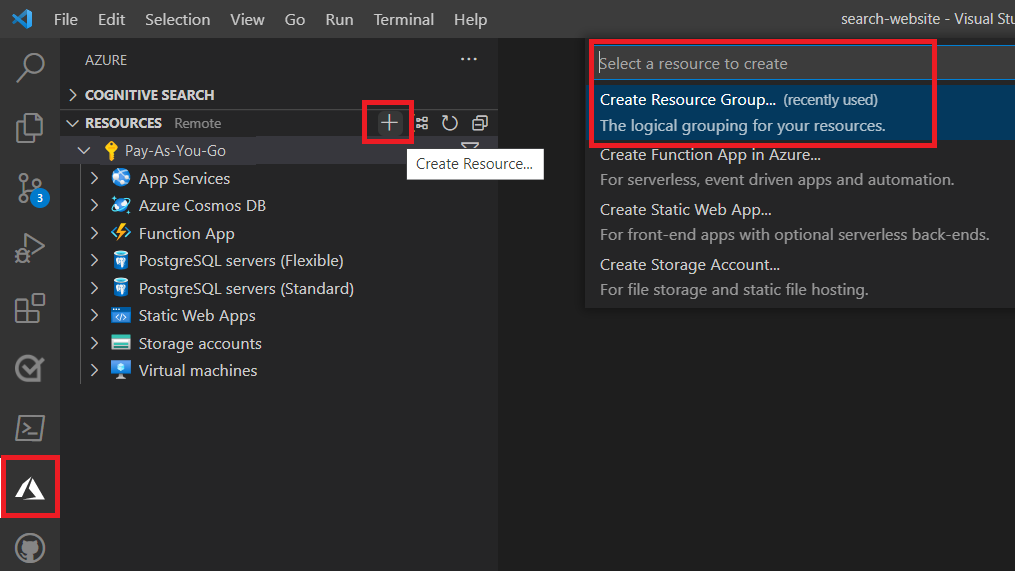 File Edit Selection View Go Run Terminal Help
search-website - Visual Stu
AZURE
COGNITIVE SEARCH
RESOURCES Remote
Pay-As-You-Go
Create Resource...
App Services
Azure Cosmos DB
Function App
PostgreSQL servers (Flexible)
PostgreSQL servers (Standard)
Static Web Apps
Storage accounts
Virtual machines
3
Select a resource to create
Create Resource Group... (recently used)
The logical grouping for your resources.
Create Function App in Azure...
For serverless, event driven apps and automation.
Create Static Web App...
For front-end apps with optional serverless back-ends.
Create Storage Account...
For file storage and static file hosting.